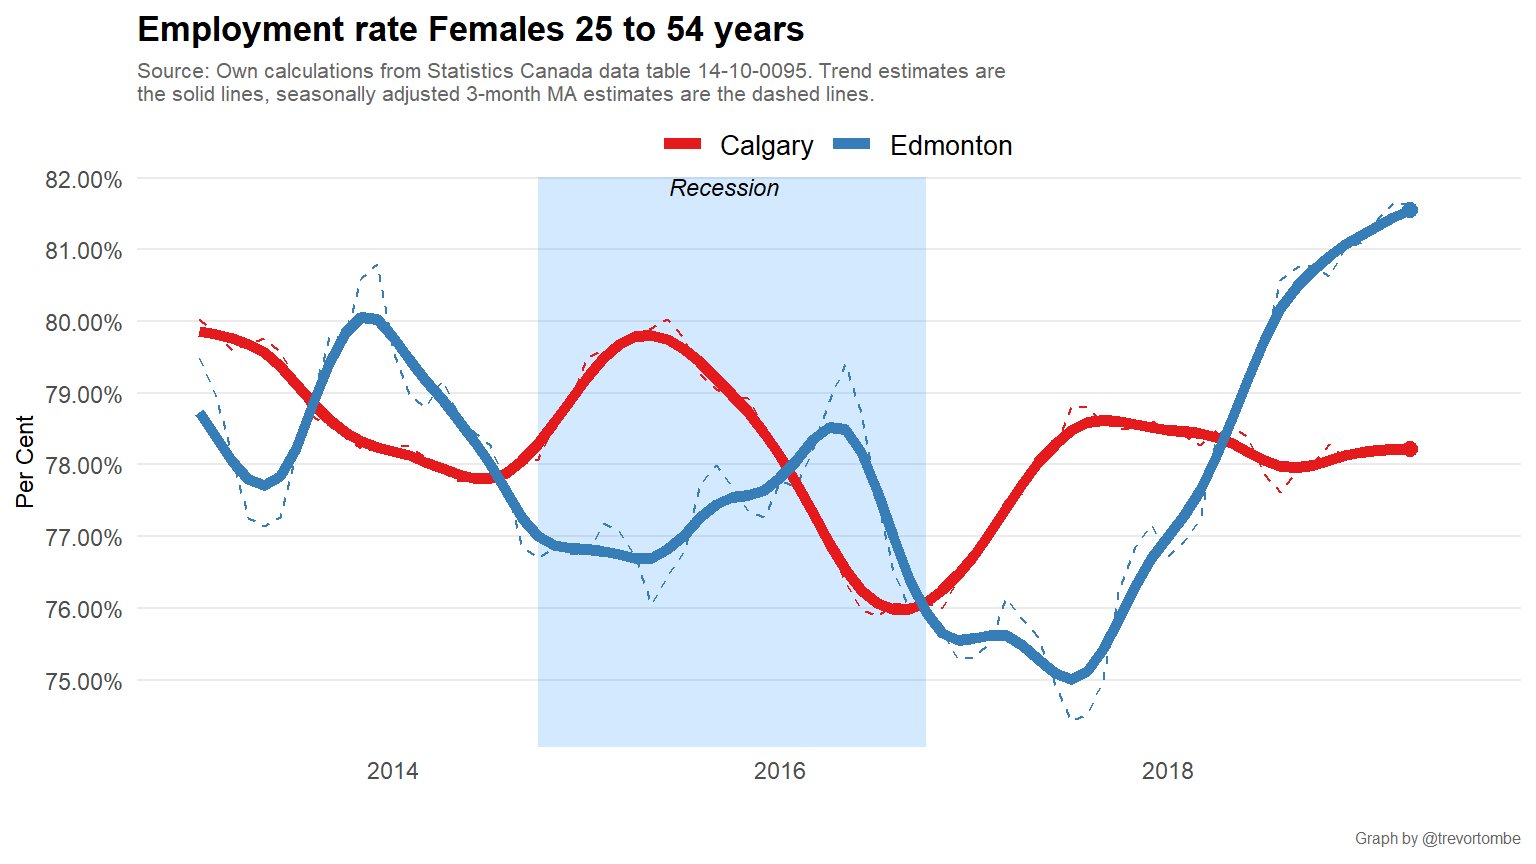 Employment rate Females 25 to 54 years
Source: Own calculations from Statistics Canada data table 14-10-0095. Trend estimates are
the solid lines, seasonally adjusted 3-month MA estimates are the dashed lines.
Calgary Edmonton
Recession
82.00%
81.00%
80.00%
79.00%
78.00%
77.00%
76.00%
75.00%
Per Cent
2014 2016 2018
Graph by @trevortombe